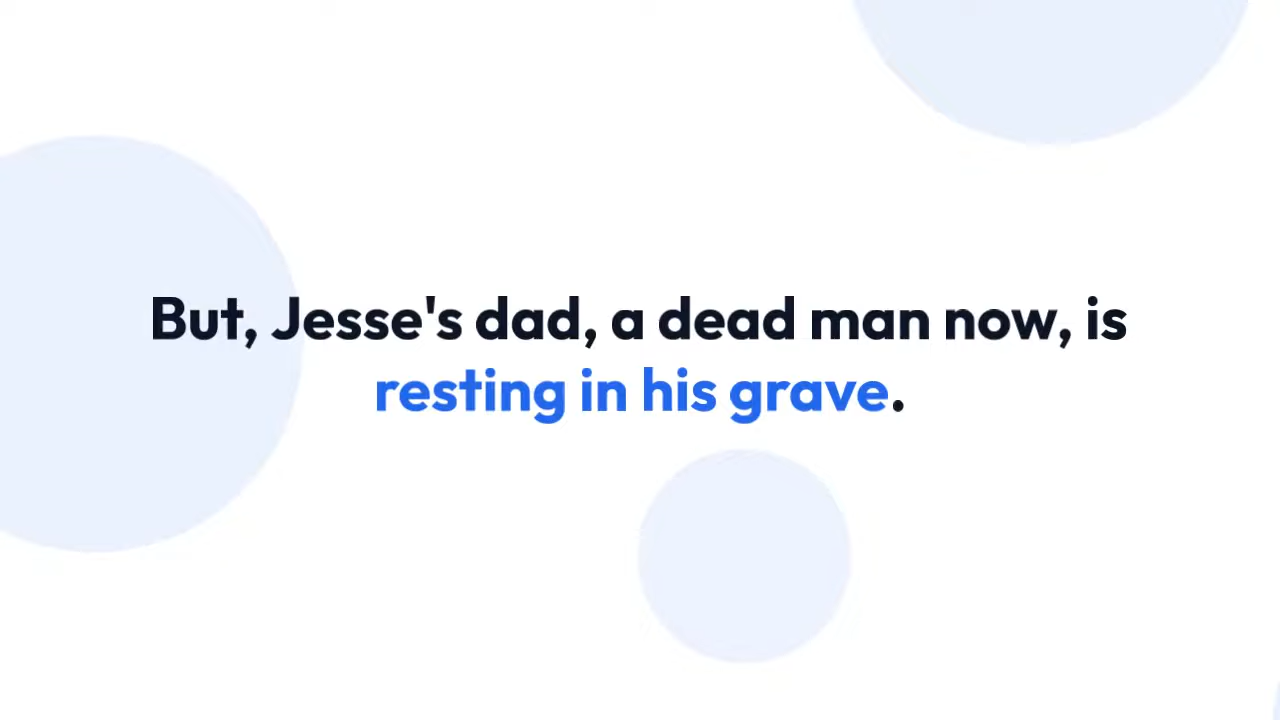 But, Jesse's dad, a dead man now, is
resting in his grave.